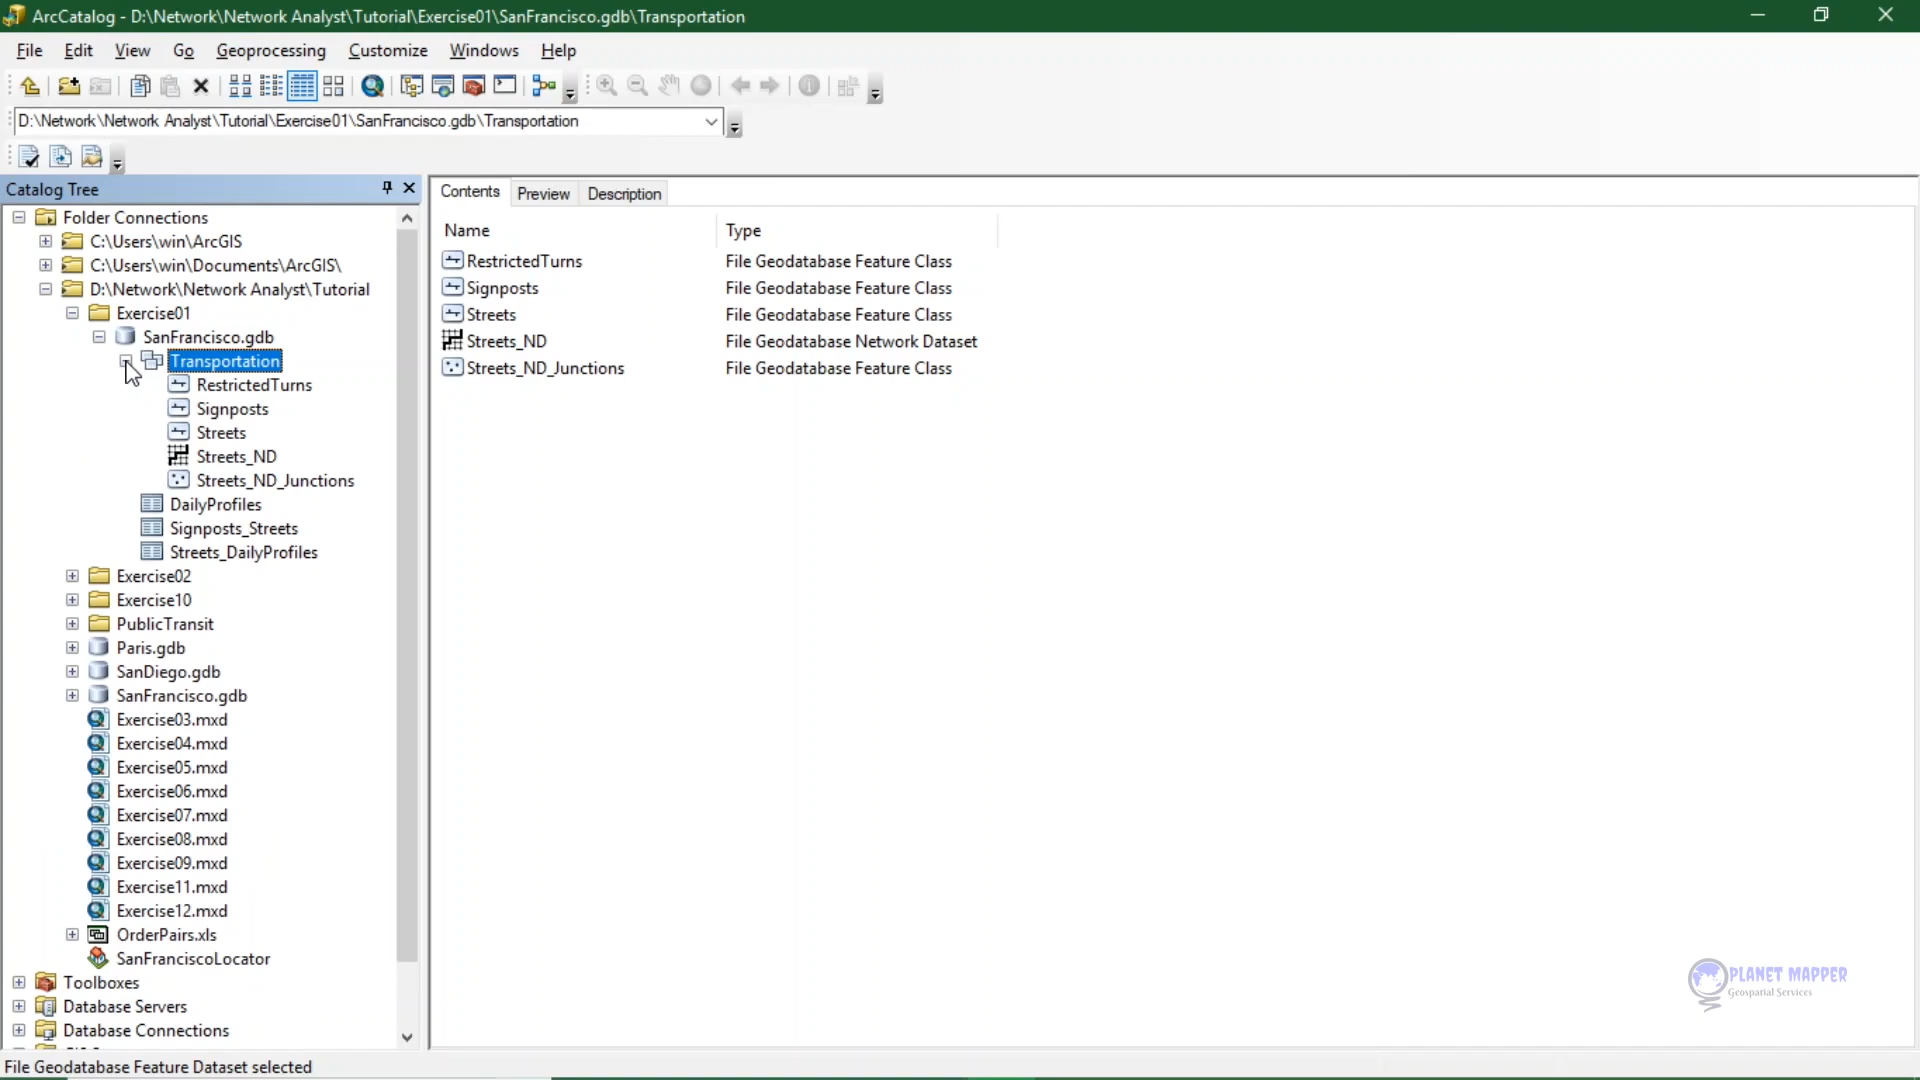 ArcCatalog - D:\Network\Network Analyst\Tutorial\Exercise01\SanFrancisco.gdb\Transportation
File Edit View Go Geoprocessing Customize Windows Help
D:\Network\Network Analyst\Tutorial\Exercise01\SanFrancisco.gdb\Transportation
Catalog Tree
Folder Connections
C:\Users\win\ArcGIS
C:\Users\win\Documents\ArcGIS\
D:\Network\Network Analyst\Tutorial
Exercise01
SanFrancisco.gdb
Transportation
RestrictedTurns
Signposts
Streets
Streets_ND
Streets_ND_Junctions
DailyProfiles
Signposts_Streets
Streets_DailyProfiles
Exercise02
Exercise10
PublicTransit
Paris.gdb
SanDiego.gdb
SanFrancisco.gdb
Exercise03.mxd
Exercise04.mxd
Exercise05.mxd
Exercise06.mxd
Exercise07.mxd
Exercise08.mxd
Exercise09.mxd
Exercise11.mxd
Exercise12.mxd
OrderPairs.xls
SanFranciscoLocator
Toolboxes
Database Servers
Database Connections
Contents Preview Description
Name Type
RestrictedTurns File Geodatabase Feature Class
Signposts File Geodatabase Feature Class
Streets File Geodatabase Feature Class
Streets_ND File Geodatabase Network Dataset
Streets_ND_Junctions File Geodatabase Feature Class
PLANET MAPPER
Geospatial Services
File Geodatabase Feature Dataset selected